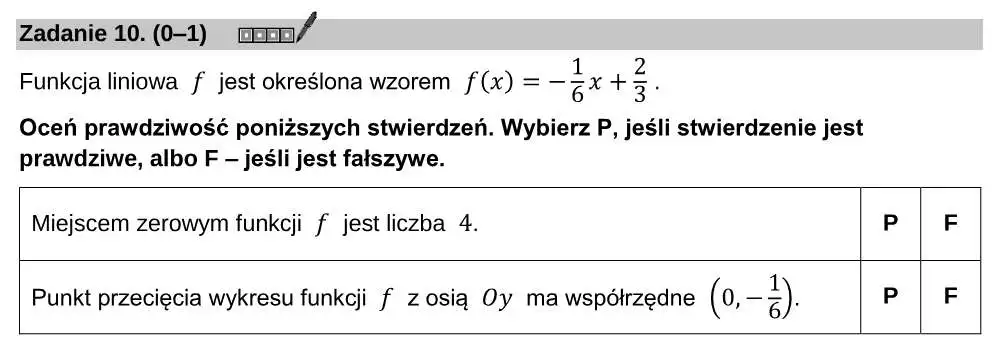 Zadanie 10. (0–1)
Funkcja liniowa f jest określona wzorem f(x) = −1/6 x + 2/3 .
Oceń prawdziwość poniższych stwierdzeń. Wybierz P, jeśli stwierdzenie jest
prawdziwe, albo F – jeśli jest fałszywe.
Miejscem zerowym funkcji f jest liczba 4. P F
Punkt przecięcia wykresu funkcji f z osią Oy ma współrzędne (0, −1/6). P F